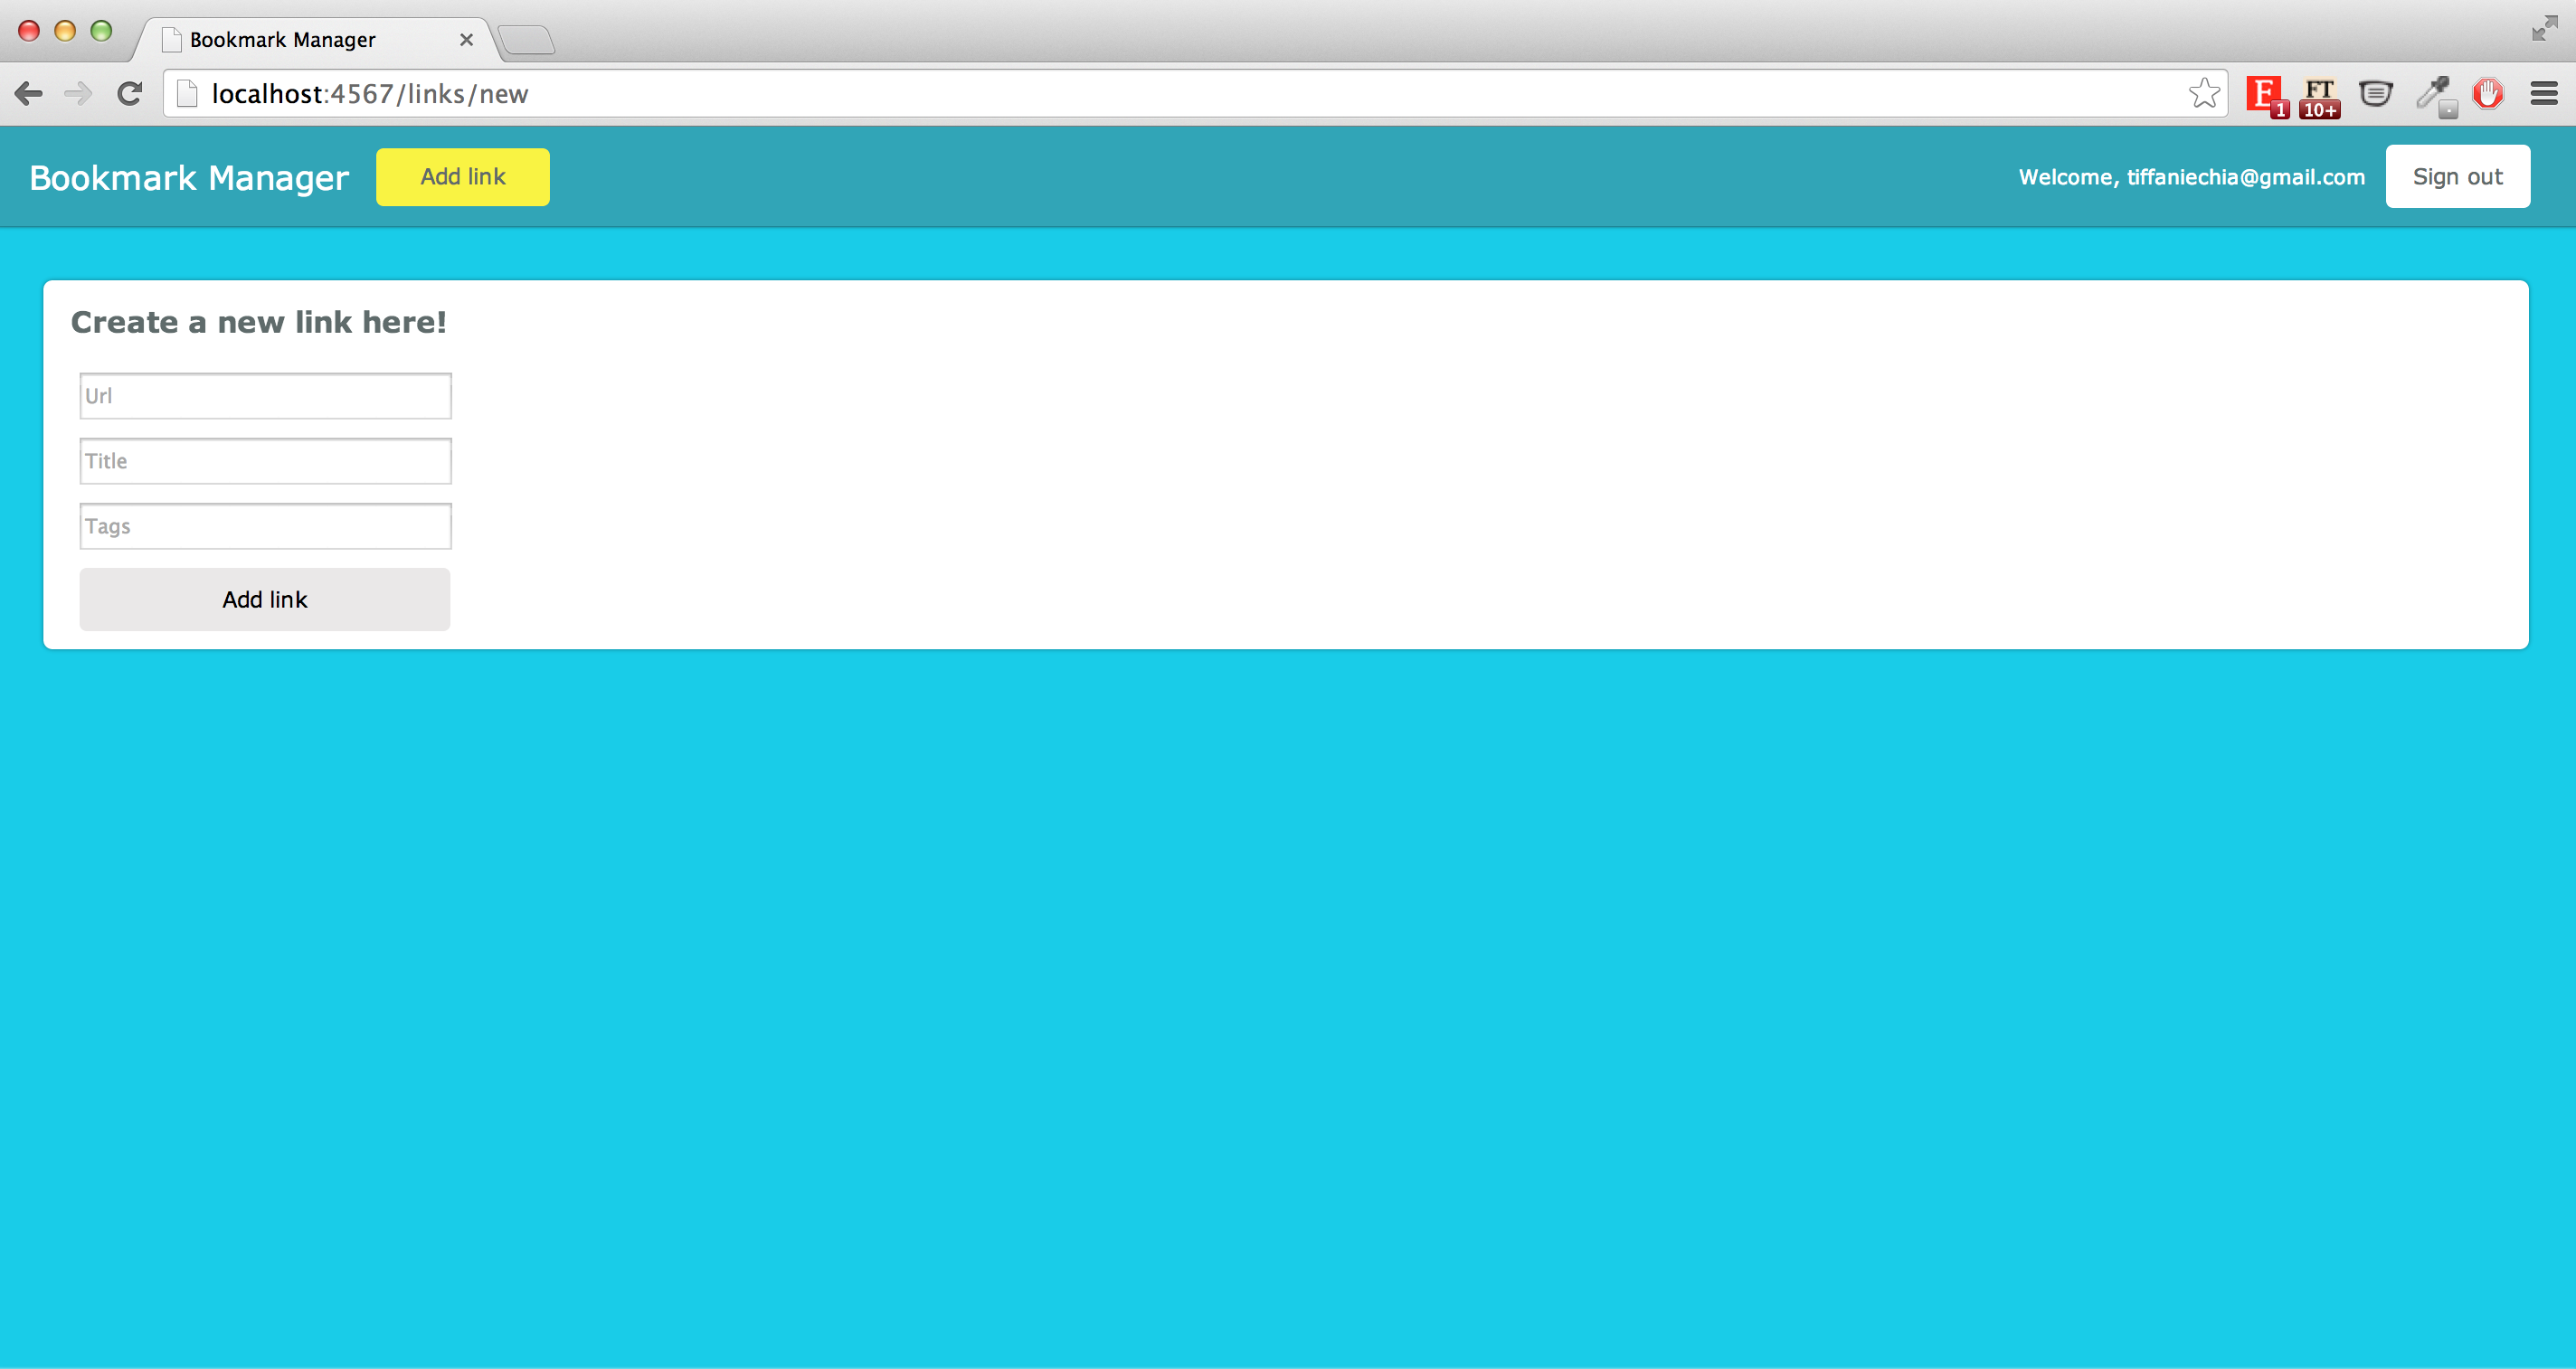 Bookmark Manager
localhost:4567/links/new
E 1 FT 10+
Bookmark Manager Add link Welcome, tiffaniechia@gmail.com Sign out
Create a new link here!
Url
Title
Tags
Add link